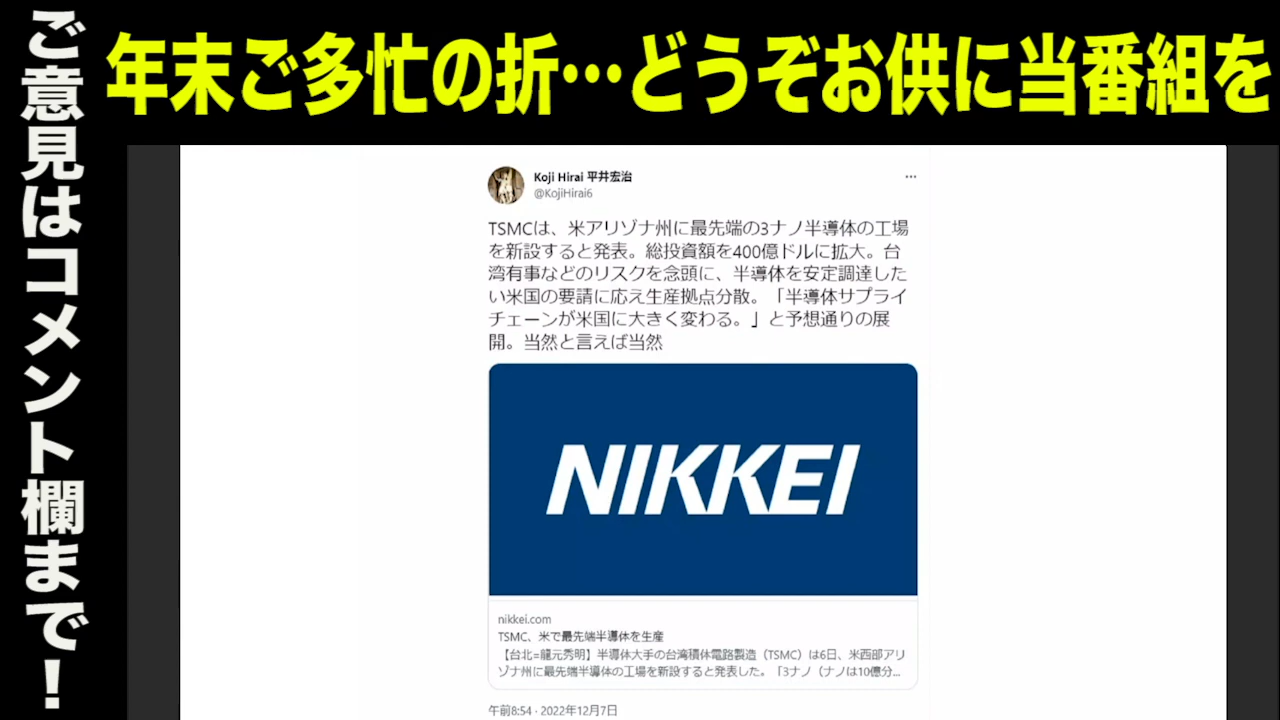 年末ご多忙の折…どうぞお供に当番組を
ご意見はコメント欄まで！
Koji Hirai 平井宏治
@KojiHirai6
TSMCは、米アリゾナ州に最先端の3ナノ半導体の工場
を新設すると発表。総投資額を400億ドルに拡大。台
湾有事などのリスクを念頭に、半導体を安定調達した
い米国の要請に応え生産拠点分散。「半導体サプライ
チェーンが米国に大きく変わる。」と予想通りの展
開。当然と言えば当然
NIKKEI
nikkei.com
TSMC、米で最先端半導体を生産
【台北=龍元秀明】半導体大手の台湾積体電路製造（TSMC）は6日、米西部アリ
ゾナ州に最先端半導体の工場を新設すると発表した。「3ナノ（ナノは10億分...
午前8:54 · 2022年12月7日